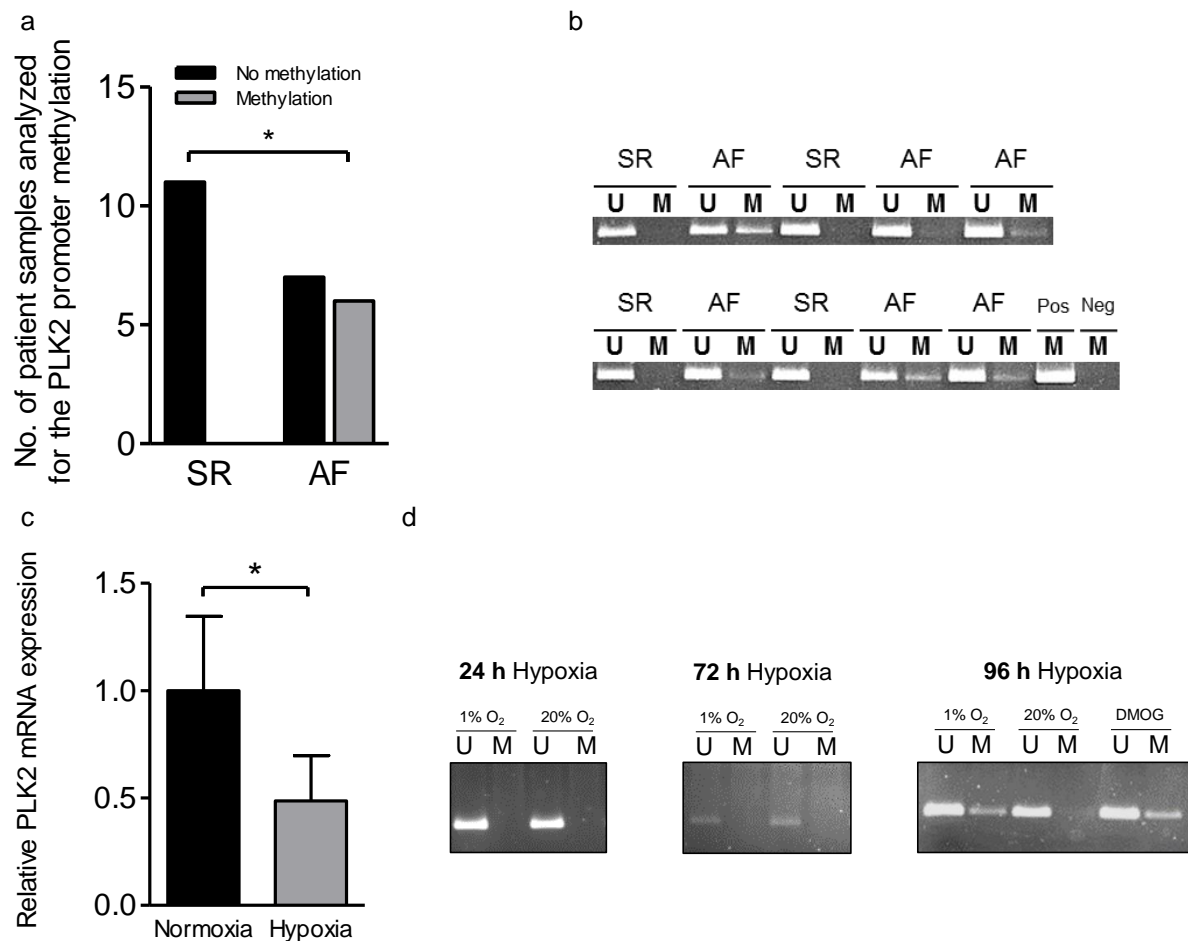 a
No. of patient samples analyzed
for the PLK2 promoter methylation
15
10
5
0
No methylation
Methylation
*
SR AF
b
SR AF SR AF AF
U M U M U M U M U M
SR AF SR AF AF Pos Neg
U M U M U M U M U M M M
c
Relative PLK2 mRNA expression
1.5
1.0
0.5
0.0
*
Normoxia Hypoxia
d
24 h Hypoxia
1% O₂ 20% O₂
U M U M
72 h Hypoxia
1% O₂ 20% O₂
U M U M
96 h Hypoxia
1% O₂ 20% O₂ DMOG
U M U M U M